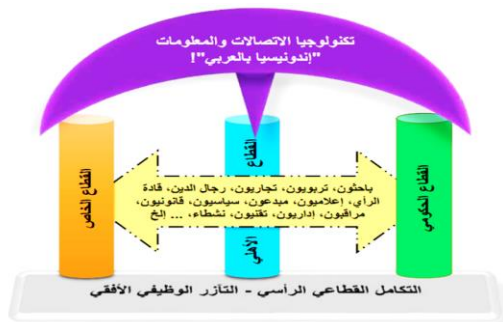 تكنولوجيا الاتصالات والمعلومات
"إندونيسيا بالعربي"!
القطاع الحكومي
القطاع
الأهلي
القطاع الخاص
باحثون، تربويون، تجاريون، رجال الدين، قادة
الرأي، إعلاميون، مبدعون، سياسيون، قانونيون،
مراقبون، إداريون، تقنيون، نشطاء، ... إلخ
التكامل القطاعي الرأسي - التآزر الوظيفي الأفقي